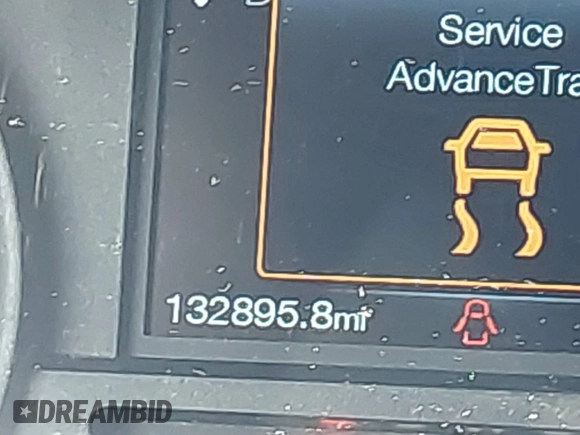 Service
AdvanceTra
132895.8mi
DREAMBID